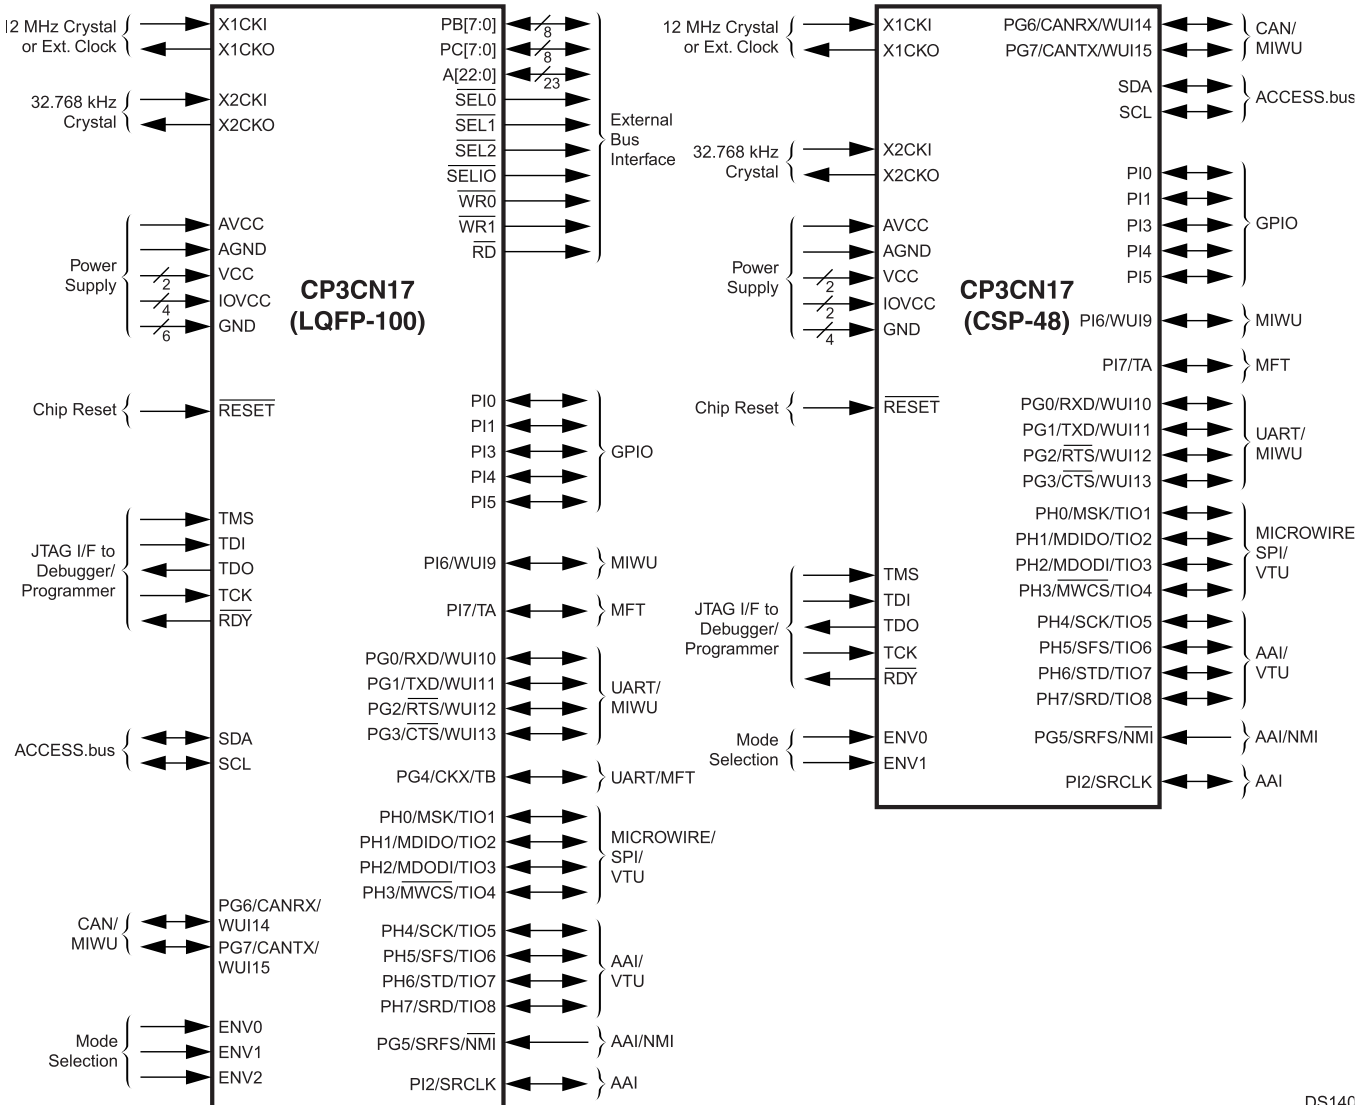 12 MHz Crystal
or Ext. Clock
X1CKI
X1CKO
32.768 kHz
Crystal
X2CKI
X2CKO
Power
Supply
AVCC
AGND
VCC
2
IOVCC
4
GND
6
Chip Reset
RESET
JTAG I/F to
Debugger/
Programmer
TMS
TDI
TDO
TCK
RDY
ACCESS.bus
SDA
SCL
CAN/
MIWU
PG6/CANRX/
WUI14
PG7/CANTX/
WUI15
Mode
Selection
ENV0
ENV1
ENV2
CP3CN17
(LQFP-100)
PB[7:0]
8
PC[7:0]
8
A[22:0]
23
SEL0
SEL1
SEL2
SELIO
WR0
WR1
RD
External
Bus
Interface
PI0
PI1
PI3
PI4
PI5
GPIO
PI6/WUI9
MIWU
PI7/TA
MFT
PG0/RXD/WUI10
PG1/TXD/WUI11
PG2/RTS/WUI12
PG3/CTS/WUI13
UART/
MIWU
PG4/CKX/TB
UART/MFT
PH0/MSK/TIO1
PH1/MDIDO/TIO2
PH2/MDODI/TIO3
PH3/MWCS/TIO4
MICROWIRE/
SPI/
VTU
PH4/SCK/TIO5
PH5/SFS/TIO6
PH6/STD/TIO7
PH7/SRD/TIO8
AAI/
VTU
PG5/SRFS/NMI
AAI/NMI
PI2/SRCLK
AAI
12 MHz Crystal
or Ext. Clock
X1CKI
X1CKO
32.768 kHz
Crystal
X2CKI
X2CKO
Power
Supply
AVCC
AGND
VCC
2
IOVCC
2
GND
4
Chip Reset
RESET
JTAG I/F to
Debugger/
Programmer
TMS
TDI
TDO
TCK
RDY
Mode
Selection
ENV0
ENV1
CP3CN17
(CSP-48)
PG6/CANRX/WUI14
PG7/CANTX/WUI15
CAN/
MIWU
SDA
SCL
ACCESS.bus
PI0
PI1
PI3
PI4
PI5
GPIO
PI6/WUI9
MIWU
PI7/TA
MFT
PG0/RXD/WUI10
PG1/TXD/WUI11
PG2/RTS/WUI12
PG3/CTS/WUI13
UART/
MIWU
PH0/MSK/TIO1
PH1/MDIDO/TIO2
PH2/MDODI/TIO3
PH3/MWCS/TIO4
MICROWIRE
SPI/
VTU
PH4/SCK/TIO5
PH5/SFS/TIO6
PH6/STD/TIO7
PH7/SRD/TIO8
AAI/
VTU
PG5/SRFS/NMI
AAI/NMI
PI2/SRCLK
AAI
DS140